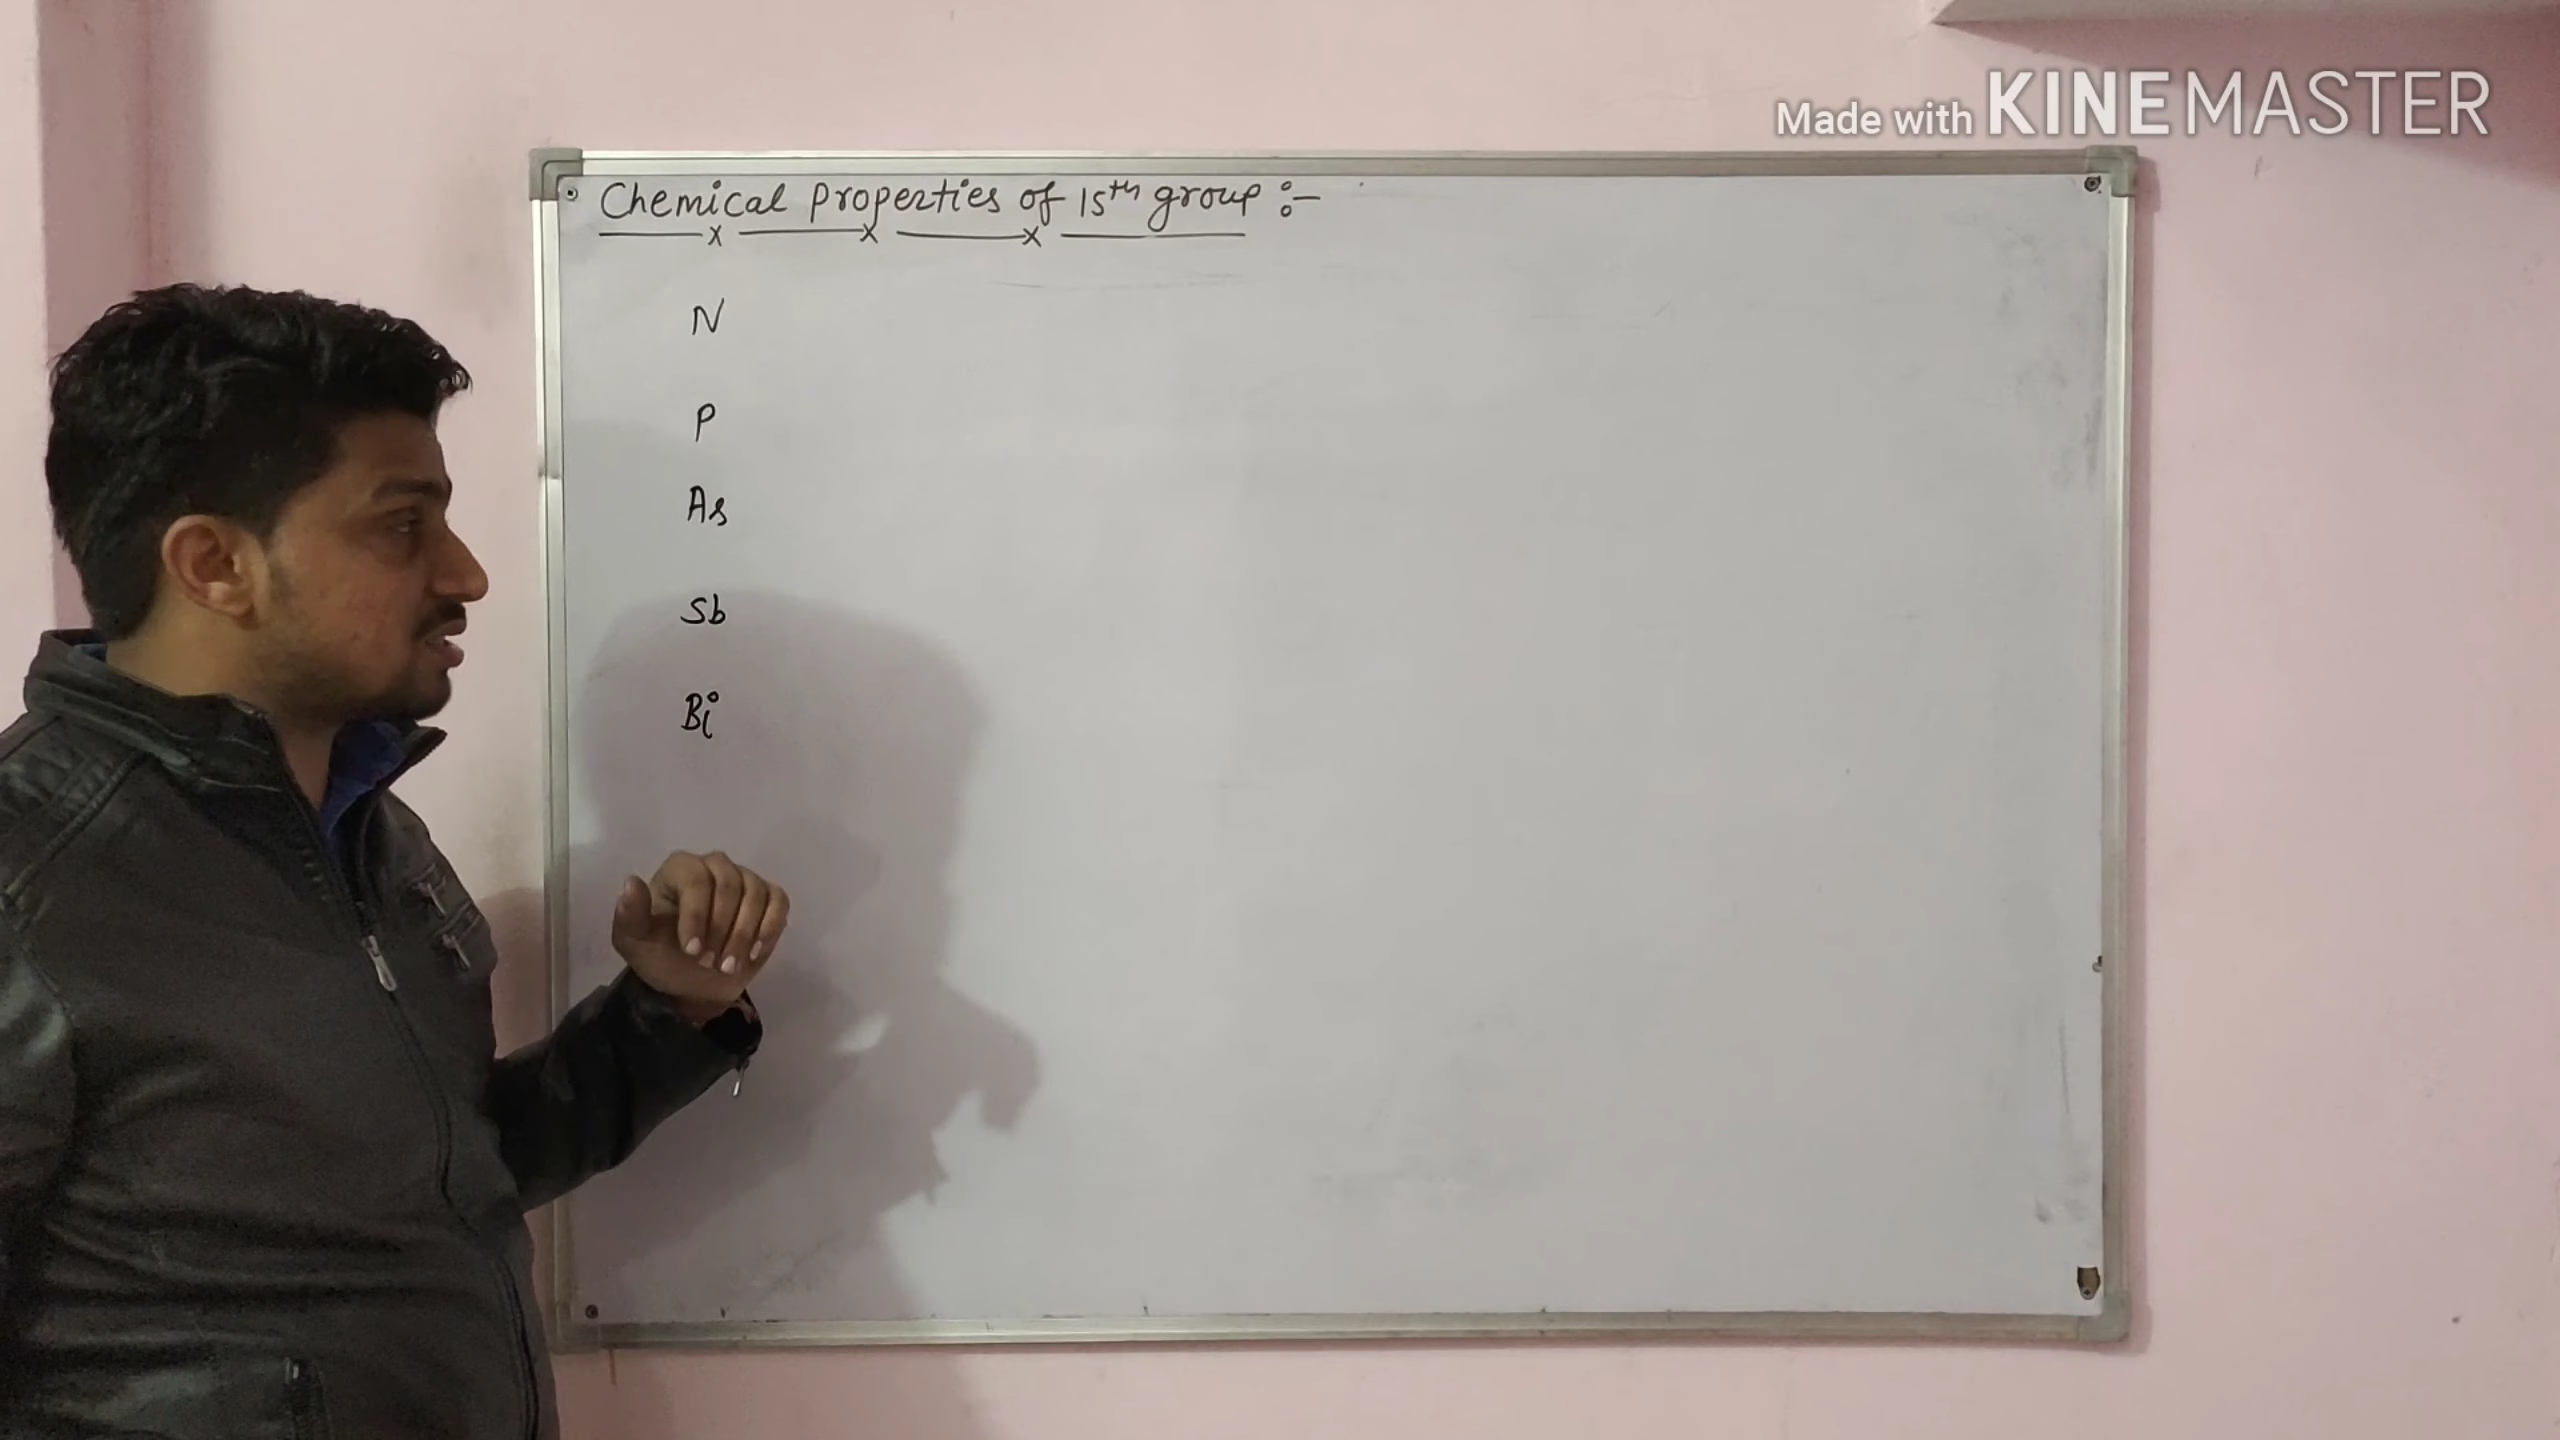 Made with KINEMASTER
Chemical properties of 15th group :-
N
P
As
Sb
Bi